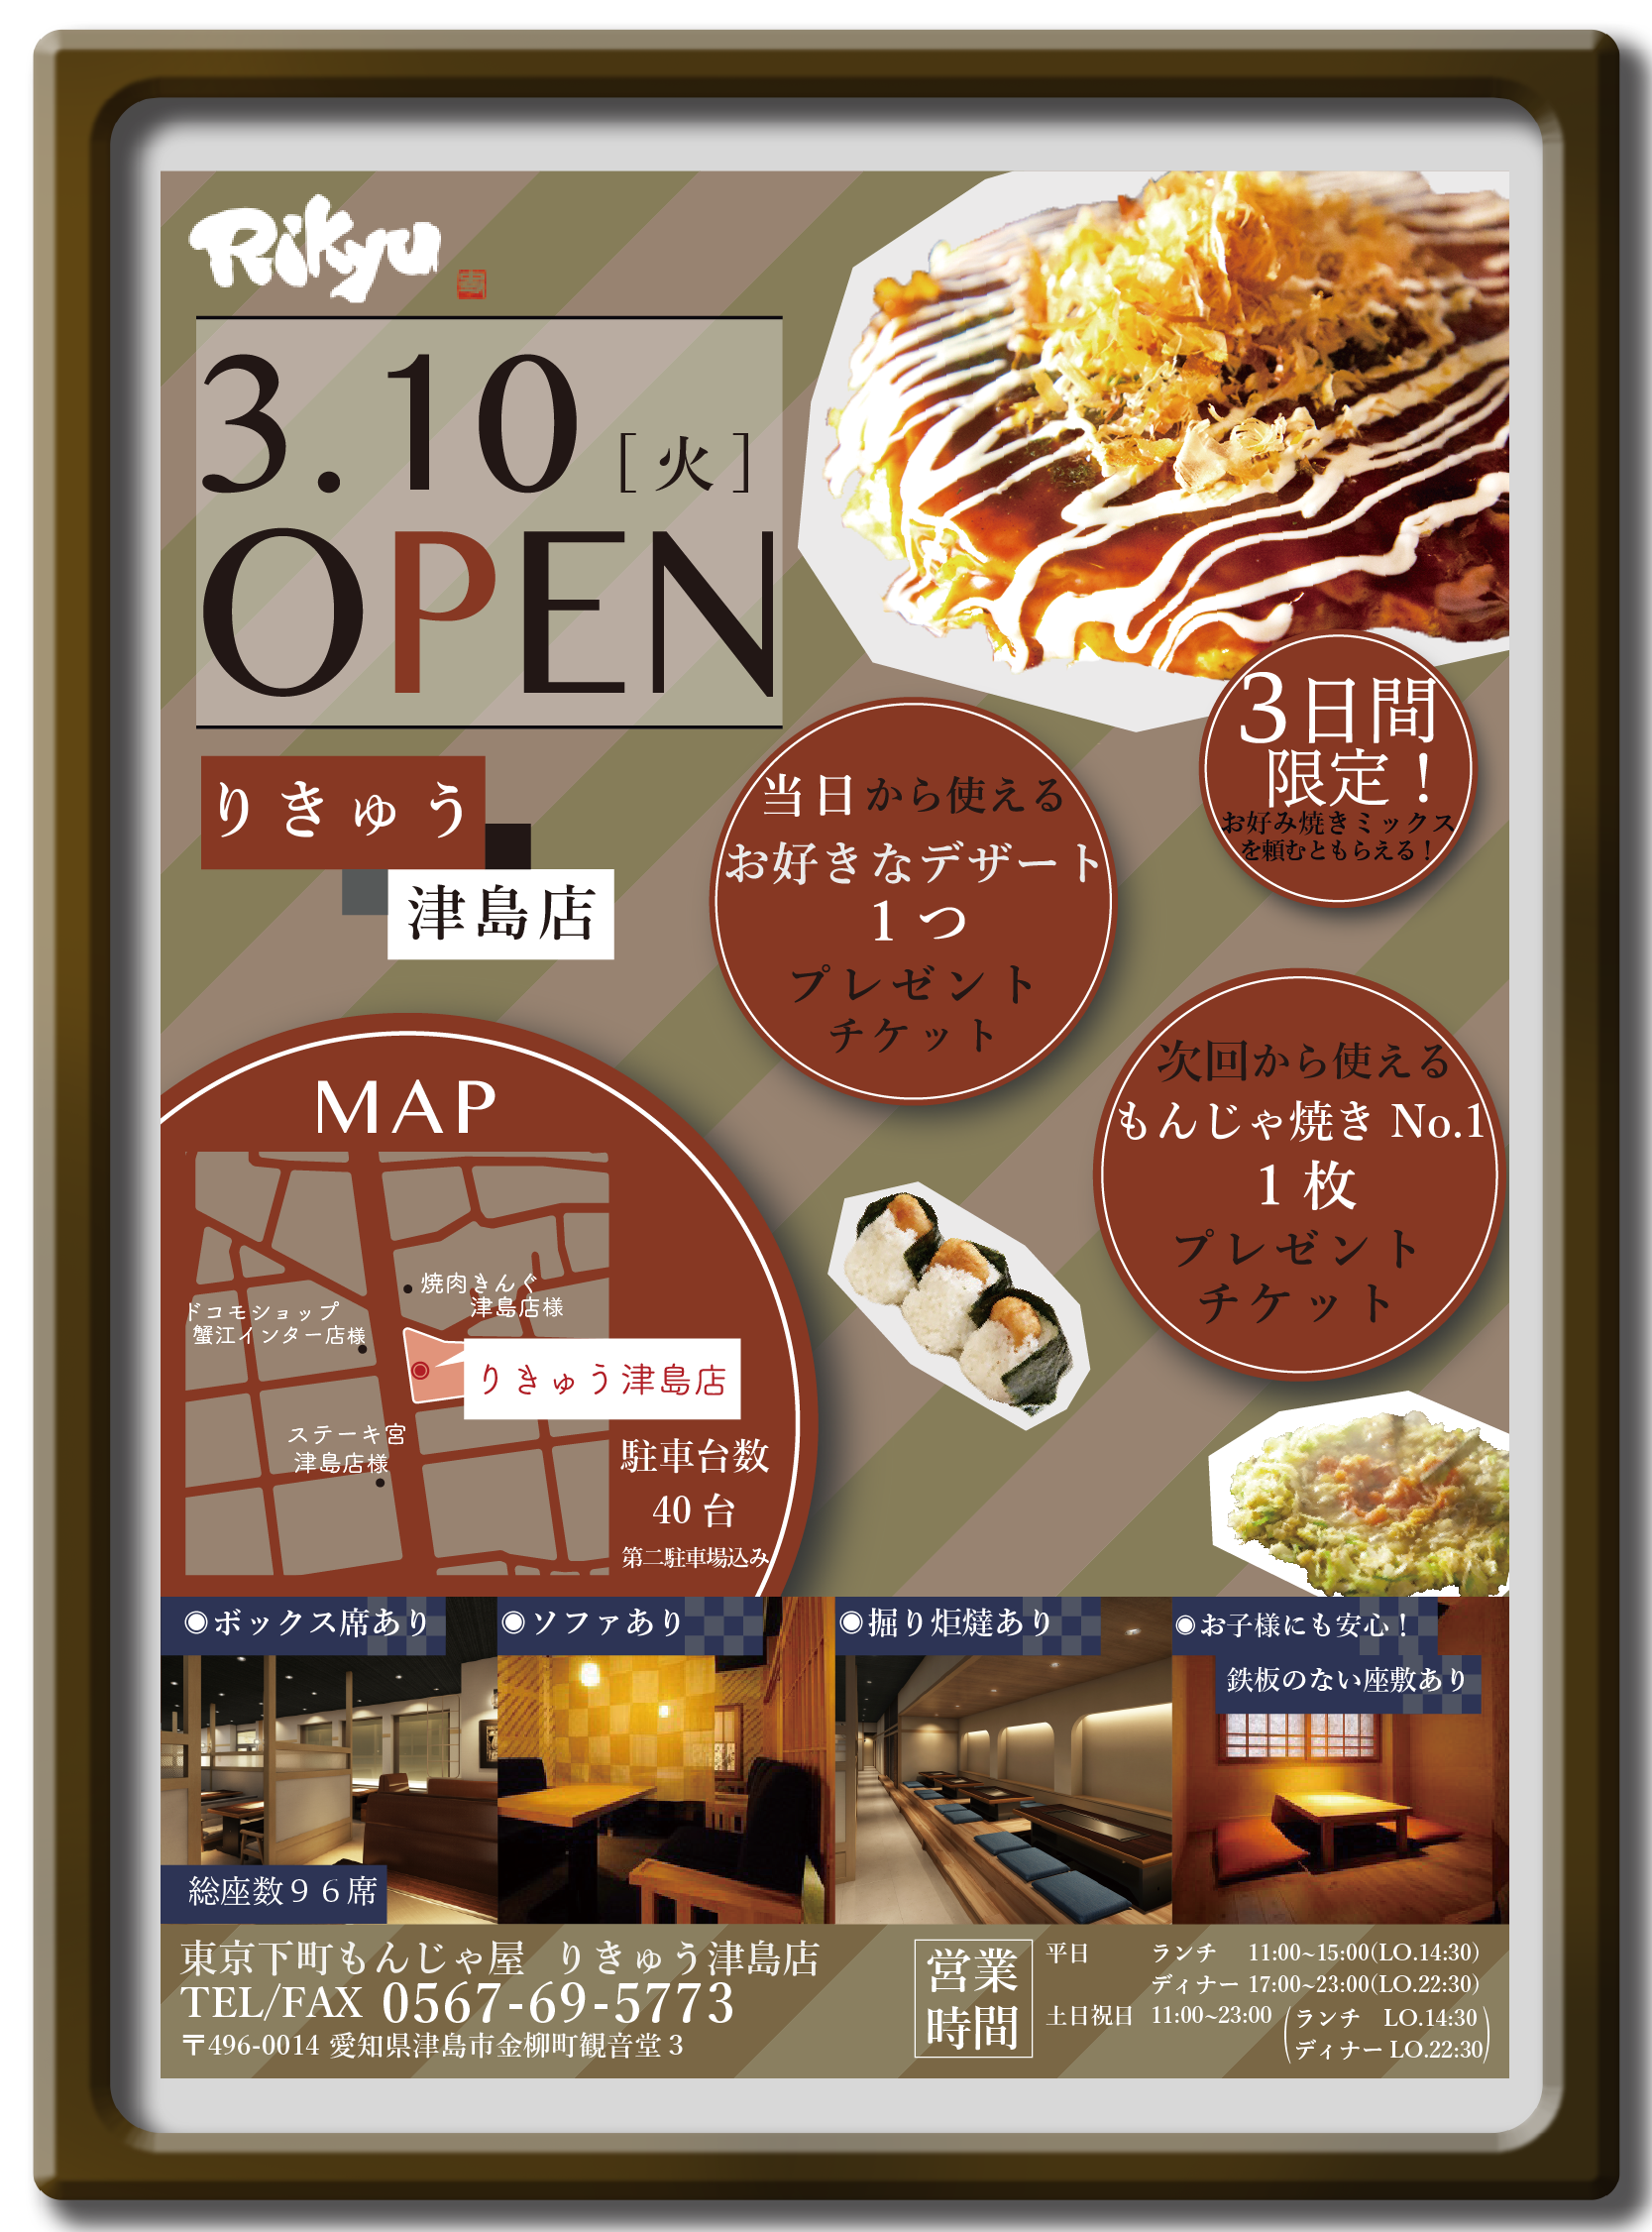 Rikyu
3.10［火］
OPEN
りきゅう
津島店
3日間
限定！
お好み焼きミックス
を頼むともらえる！
当日から使える
お好きなデザート
1つ
プレゼント
チケット
次回から使える
もんじゃ焼き No.1
1 枚
プレゼント
チケット
MAP
焼肉きんぐ
津島店様
ドコモショップ
蟹江インター店様
りきゅう津島店
ステーキ宮
津島店様
駐車台数
40 台
第二駐車場込み
◉ボックス席あり
◉ソファあり
◉掘り炬燵あり
◉お子様にも安心！
鉄板のない座敷あり
総座数９６席
東京下町もんじゃ屋　りきゅう津島店
TEL/FAX 0567-69-5773
〒496-0014 愛知県津島市金柳町観音堂 3
営業
時間
平日　ランチ　11:00~15:00(LO.14:30)
ディナー 17:00~23:00(LO.22:30)
土日祝日　11:00~23:00
（ランチ　LO.14:30
ディナー LO.22:30）